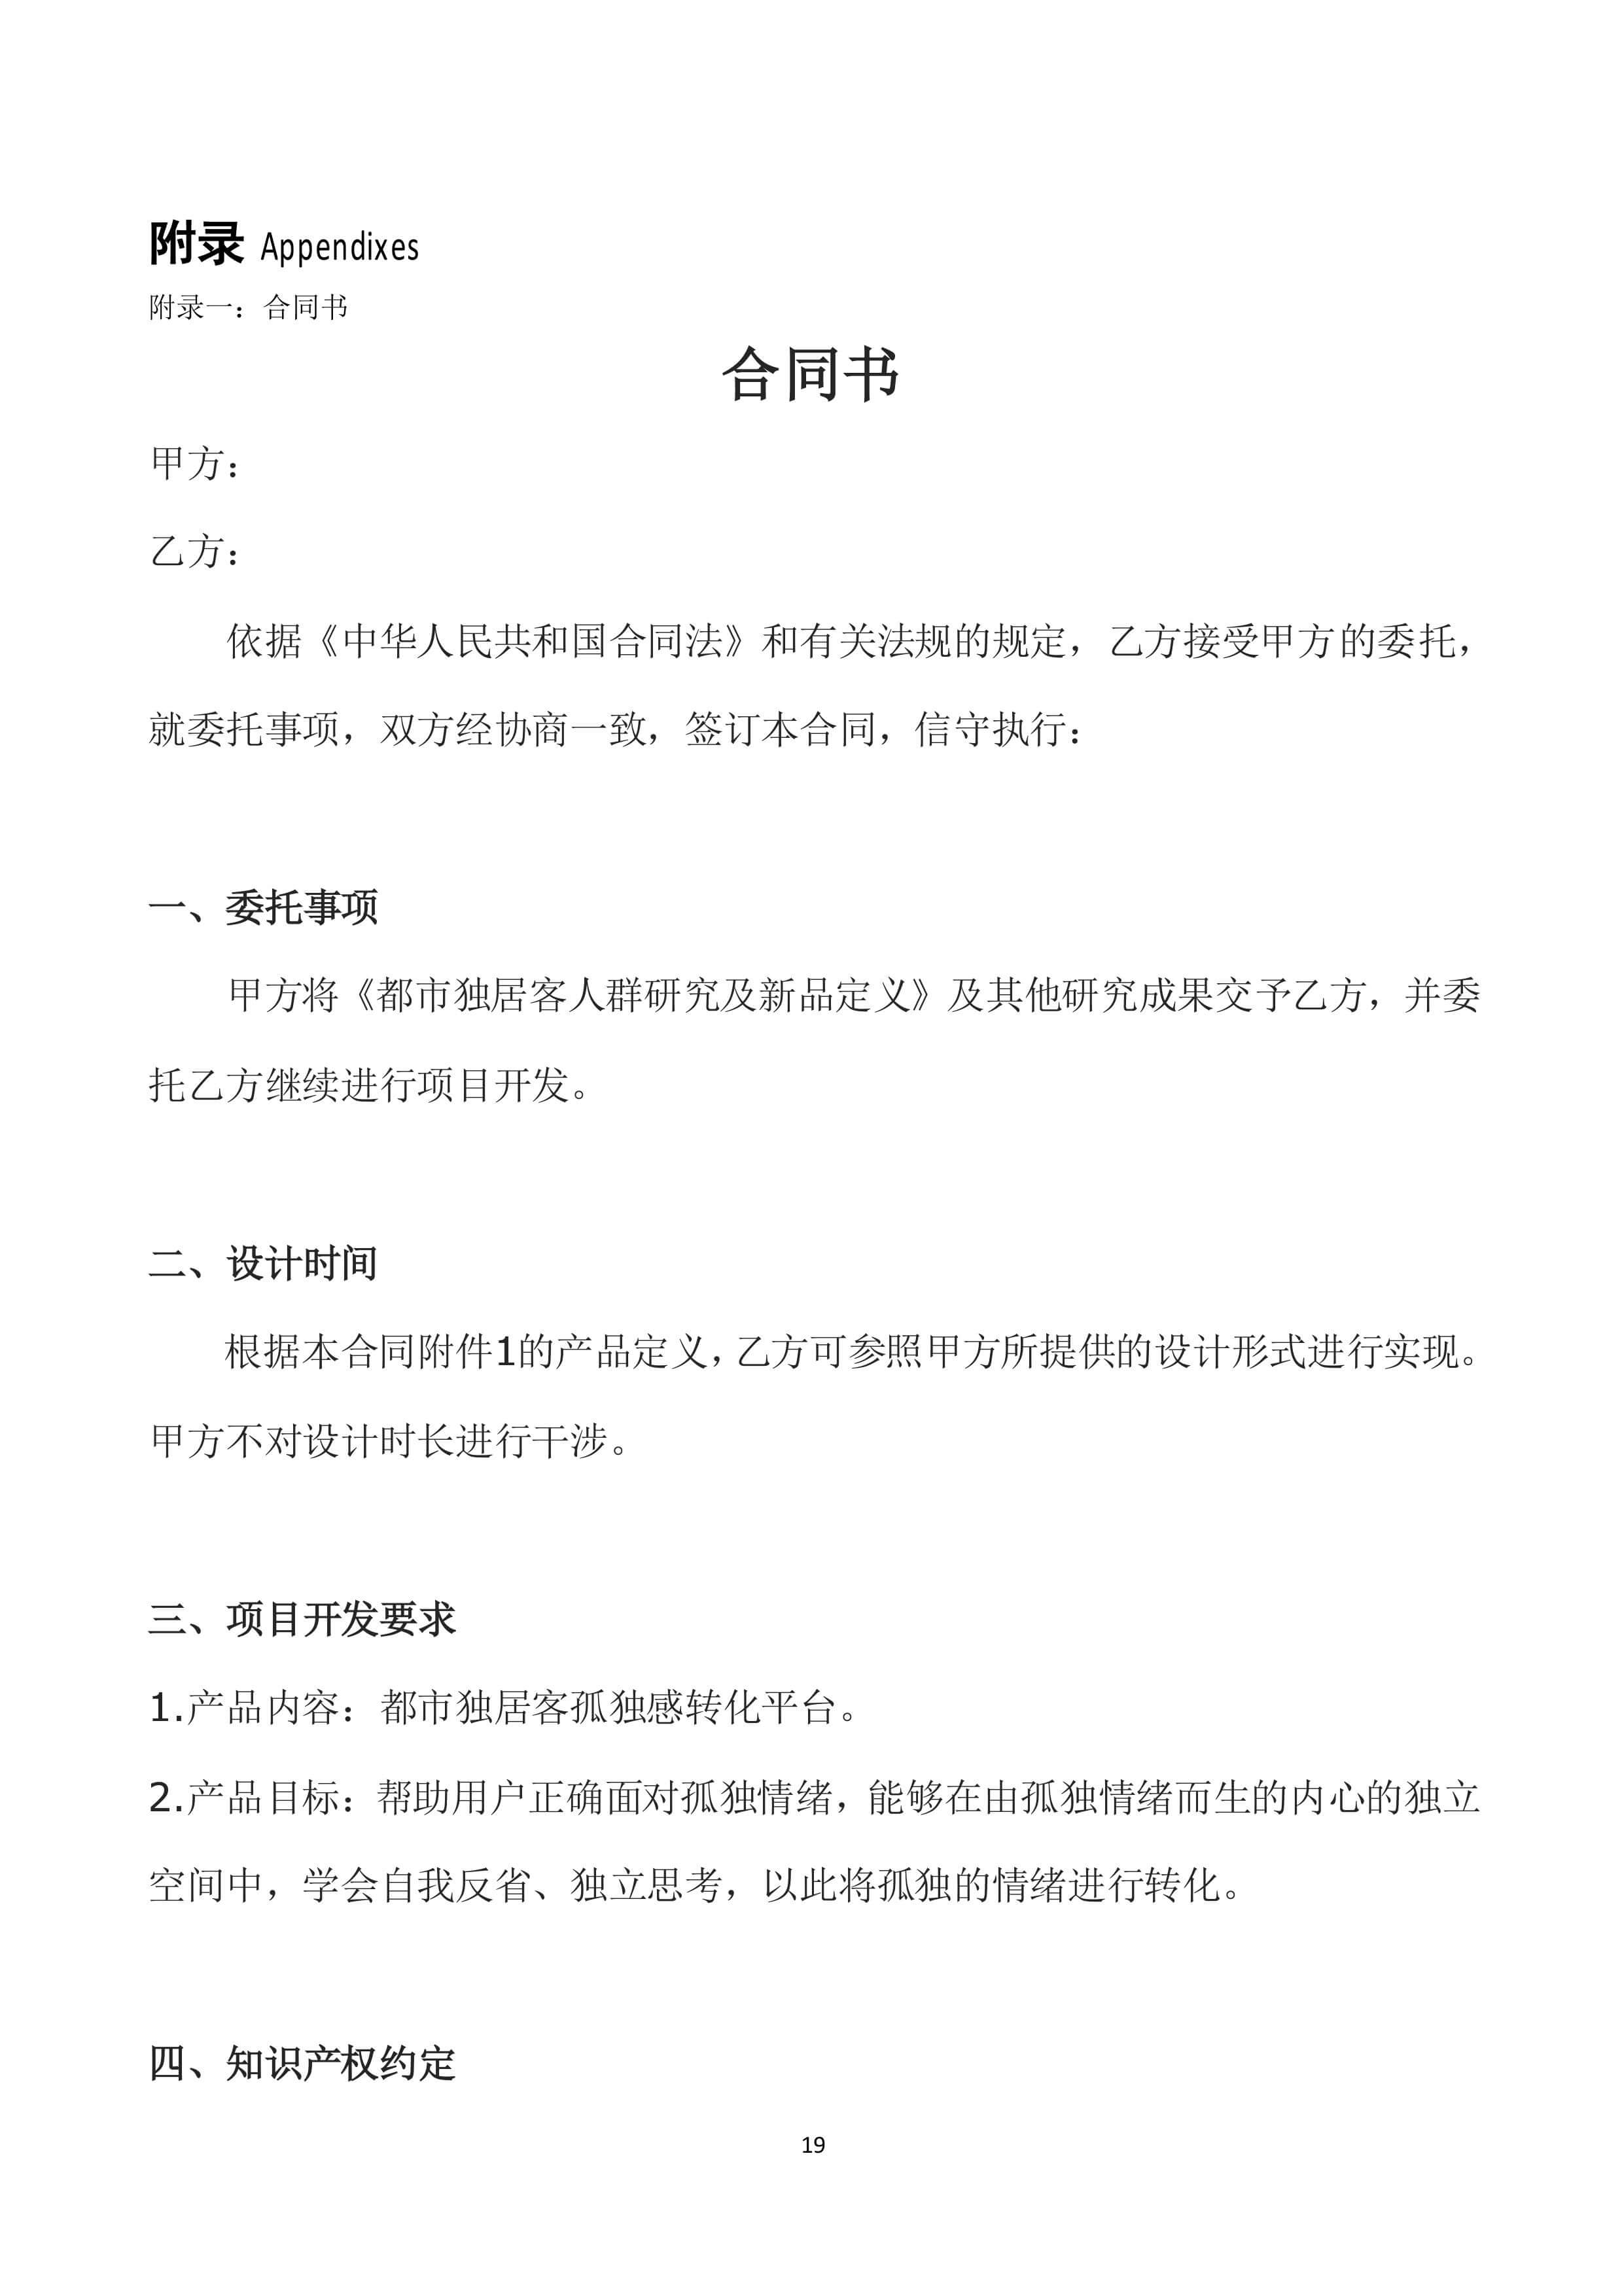 附录 Appendixes
附录一：合同书
合同书
甲方：
乙方：
依据《中华人民共和国合同法》和有关法规的规定，乙方接受甲方的委托，
就委托事项，双方经协商一致，签订本合同，信守执行：
一、委托事项
甲方将《都市独居客人群研究及新品定义》及其他研究成果交予乙方，并委
托乙方继续进行项目开发。
二、设计时间
根据本合同附件1的产品定义，乙方可参照甲方所提供的设计形式进行实现。
甲方不对设计时长进行干涉。
三、项目开发要求
1.产品内容：都市独居客孤独感转化平台。
2.产品目标：帮助用户正确面对孤独情绪，能够在由孤独情绪而生的内心的独立
空间中，学会自我反省、独立思考，以此将孤独的情绪进行转化。
四、知识产权约定
19